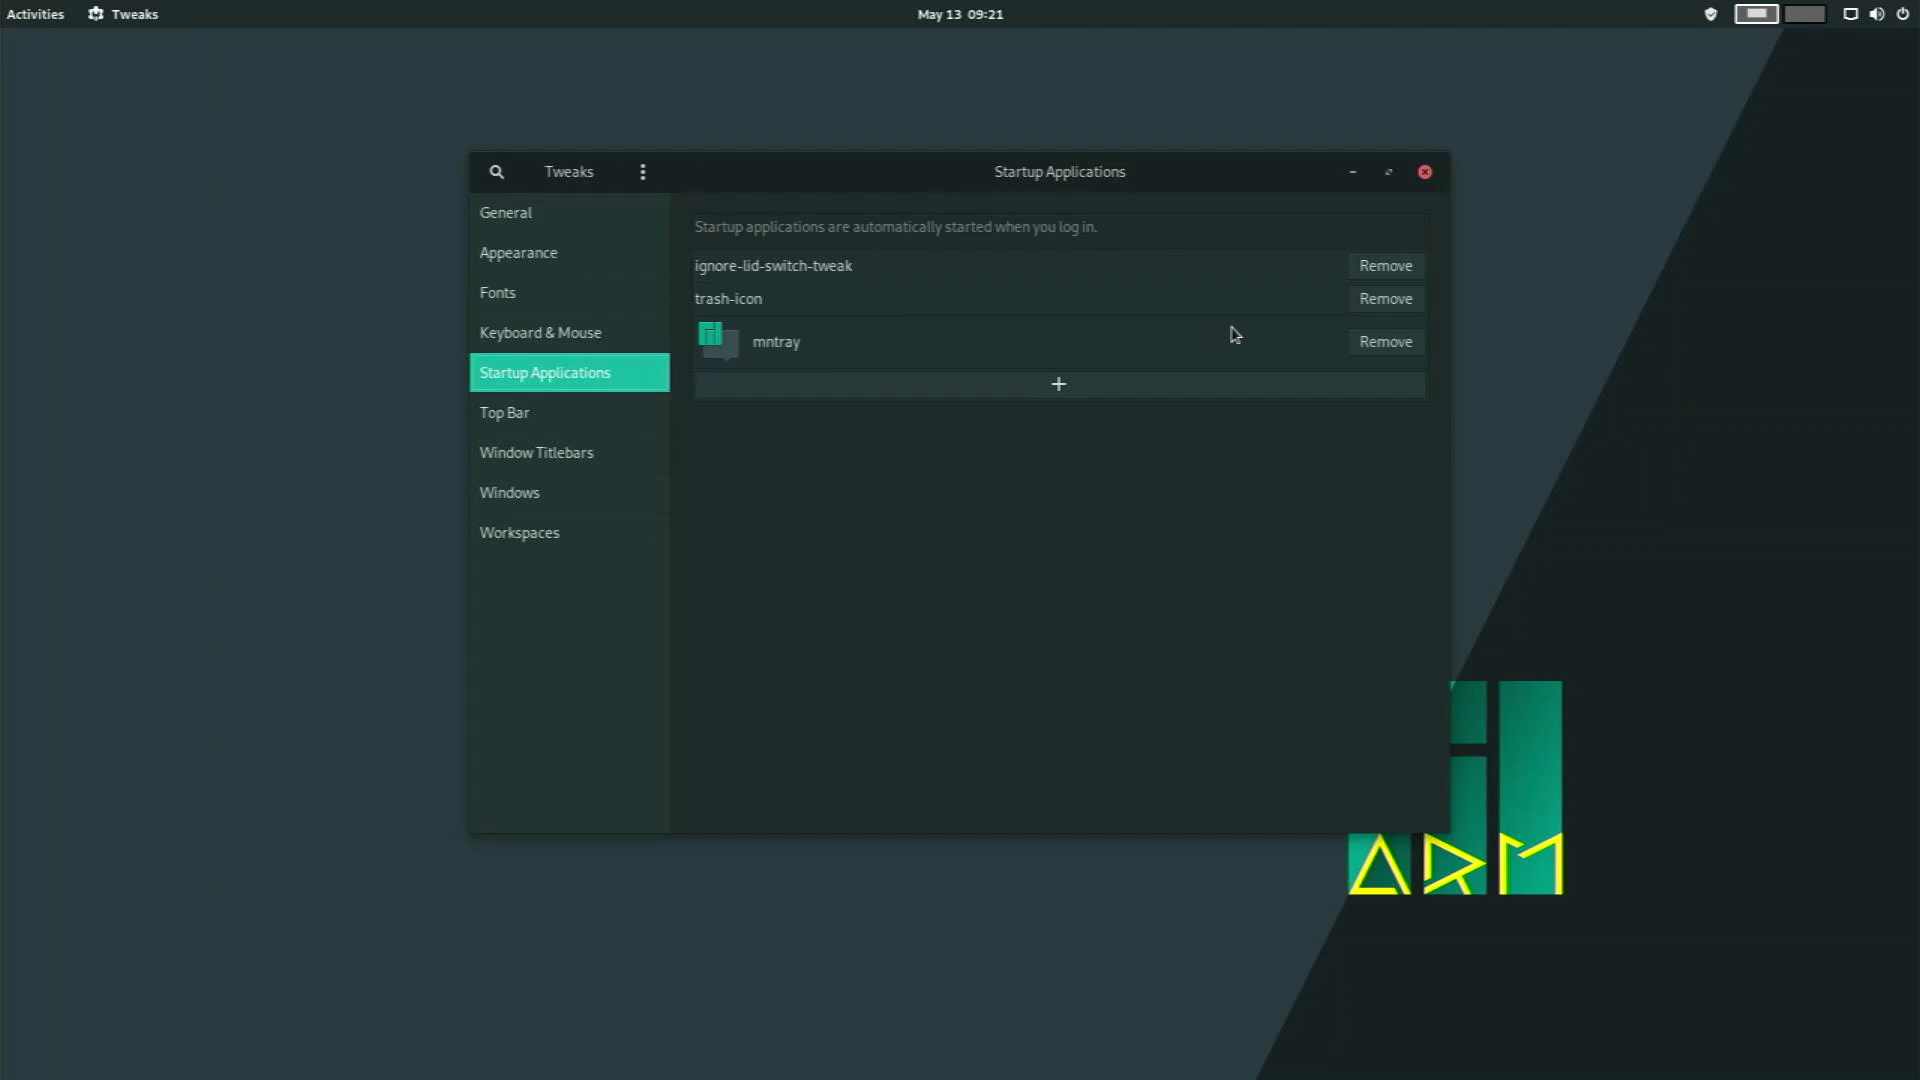 Activities Tweaks May 13 09:21
Tweaks Startup Applications
General
Appearance
Fonts
Keyboard & Mouse
Startup Applications
Top Bar
Window Titlebars
Windows
Workspaces
Startup applications are automatically started when you log in.
ignore-lid-switch-tweak Remove
trash-icon Remove
mntray Remove
+
ARM